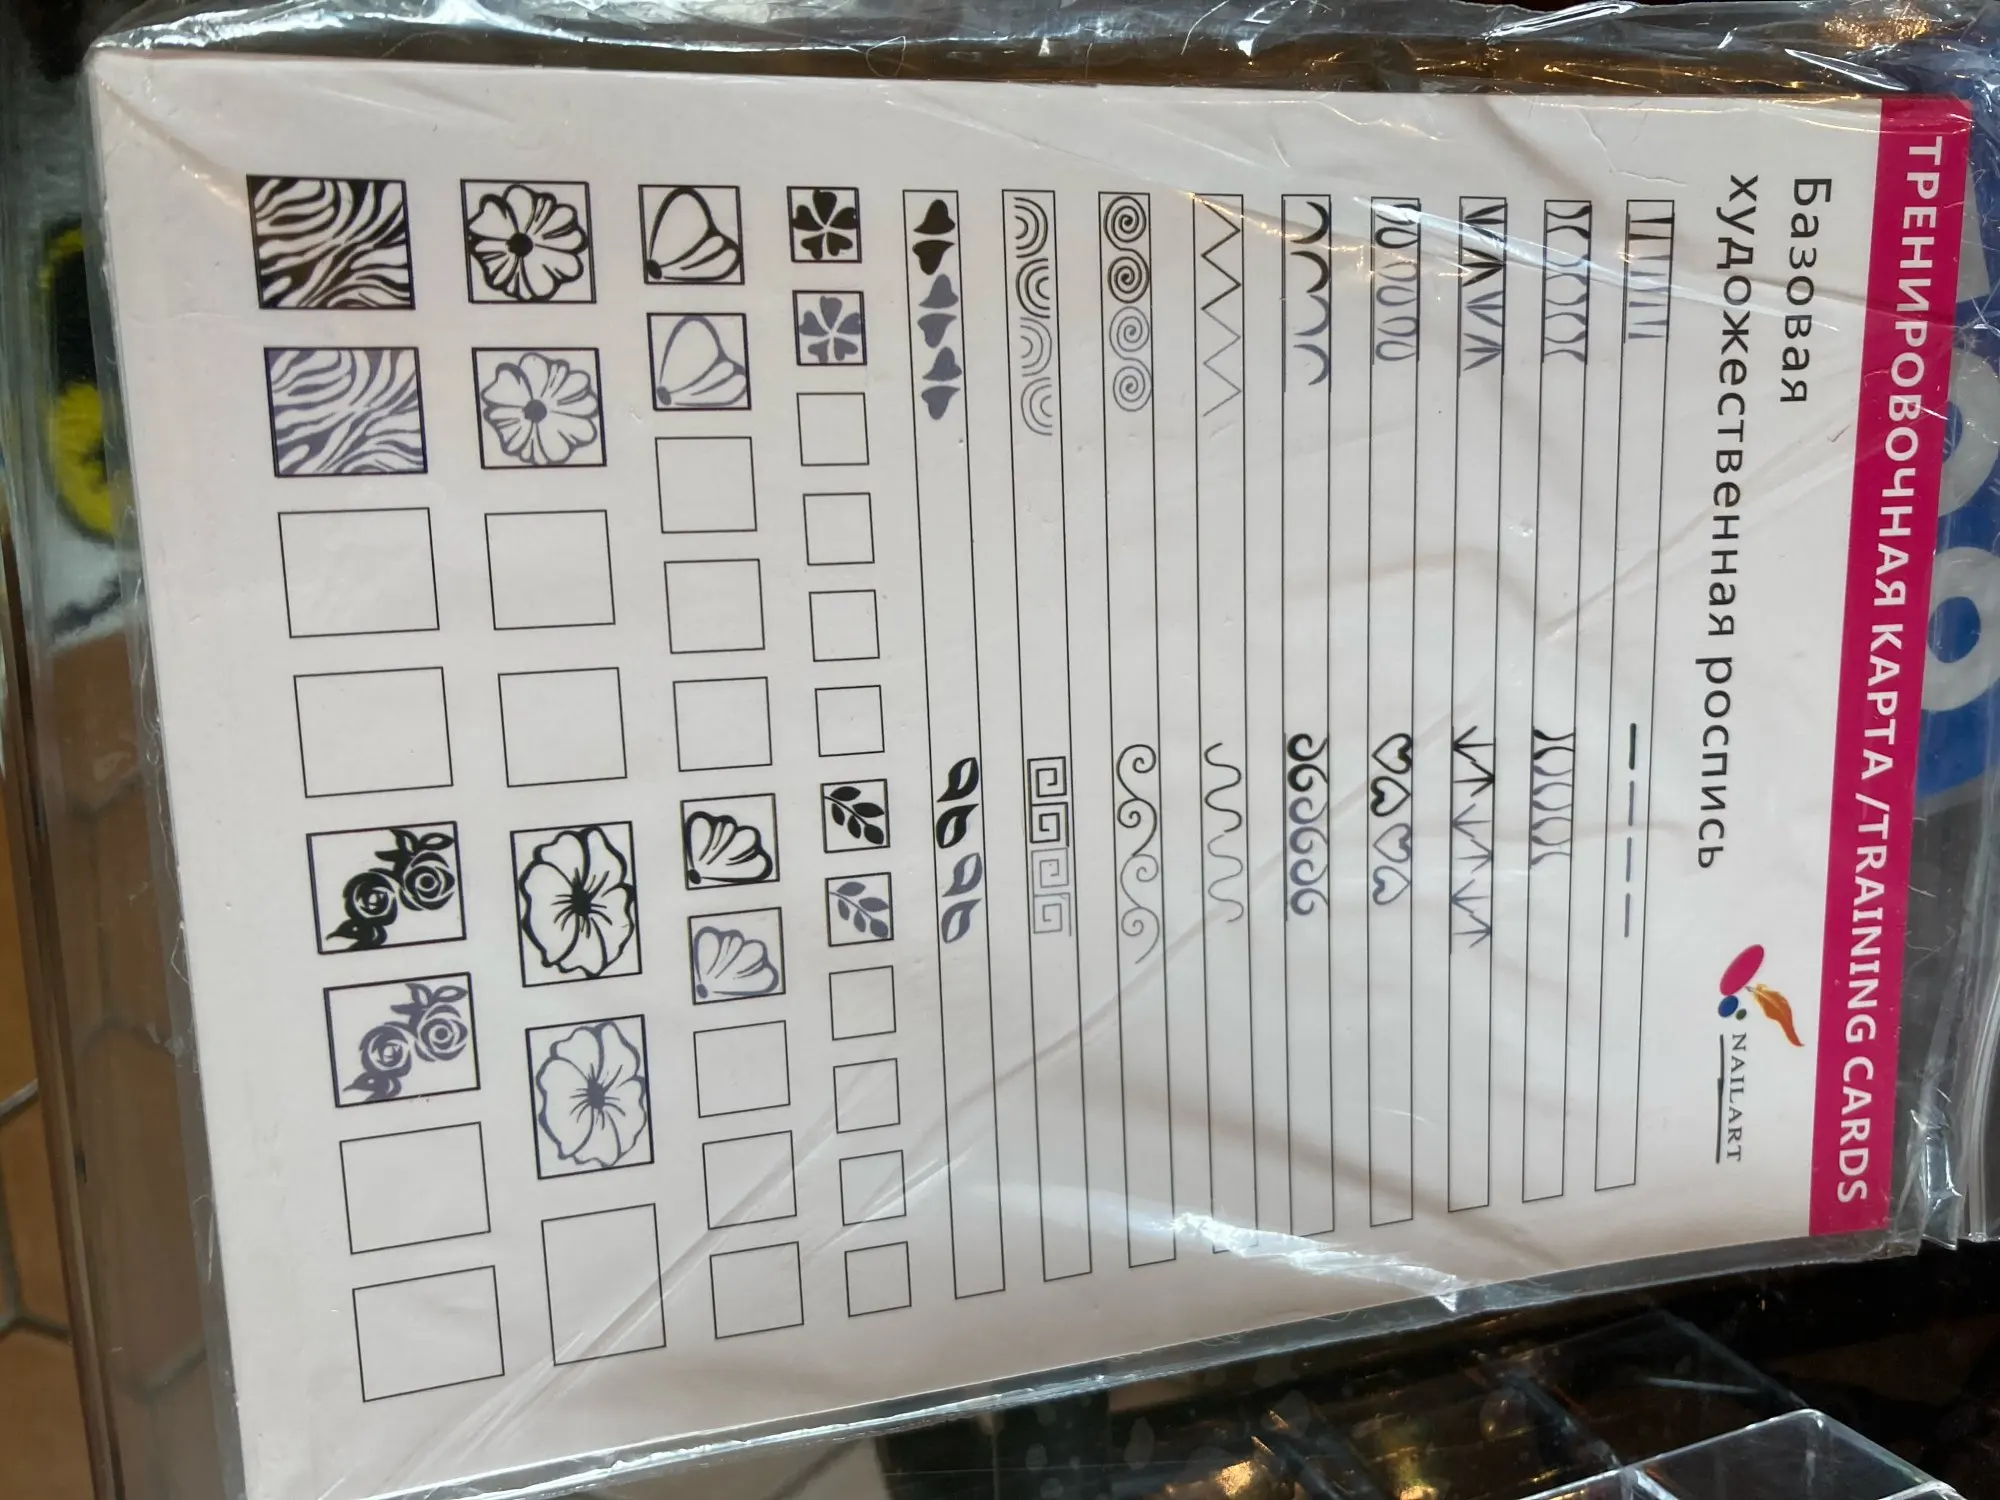 ТРЕНИРОВОЧНАЯ КАРТА /TRAINING CARDS
Базовая
художественная роспись
NAILART